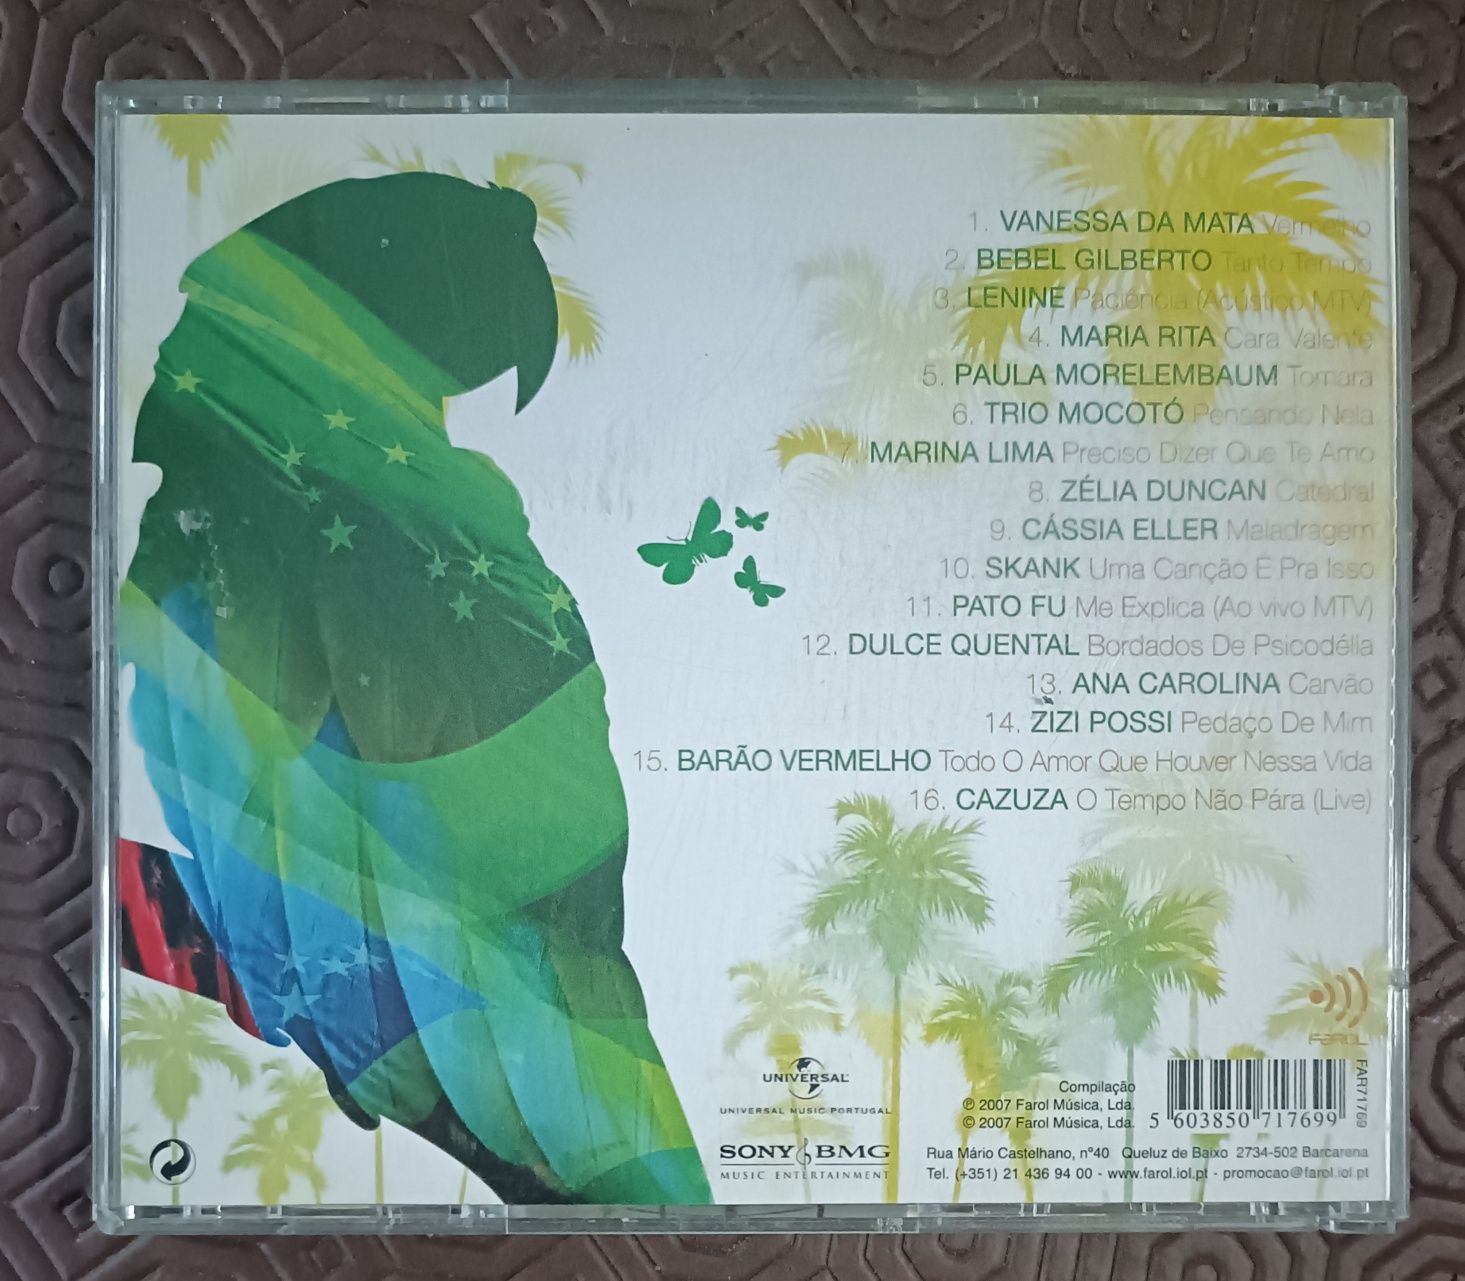 1. VANESSA DA MATA Vermelho
2. BEBEL GILBERTO Tanto Tempo
3. LENINE Paciência (Acústico MTV)
4. MARIA RITA Cara Valente
5. PAULA MORELEMBAUM Tomara
6. TRIO MOCOTÓ Pensando Nela
7. MARINA LIMA Preciso Dizer Que Te Amo
8. ZÉLIA DUNCAN Catedral
9. CÁSSIA ELLER Maladragem
10. SKANK Uma Canção É Pra Isso
11. PATO FU Me Explica (Ao vivo MTV)
12. DULCE QUENTAL Bordados De Psicodélia
13. ANA CAROLINA Carvão
14. ZIZI POSSI Pedaço De Mim
15. BARÃO VERMELHO Todo O Amor Que Houver Nessa Vida
16. CAZUZA O Tempo Não Pára (Live)
FAROL
UNIVERSAL
UNIVERSAL MUSIC PORTUGAL
SONY BMG
MUSIC ENTERTAINMENT
Compilação
℗ 2007 Farol Música, Lda.
© 2007 Farol Música, Lda.
5 603850 717699
FAR71769
Rua Mário Castelhano, nº40 Queluz de Baixo 2734-502 Barcarena
Tel. (+351) 21 436 94 00 - www.farol.iol.pt - promocao@farol.iol.pt